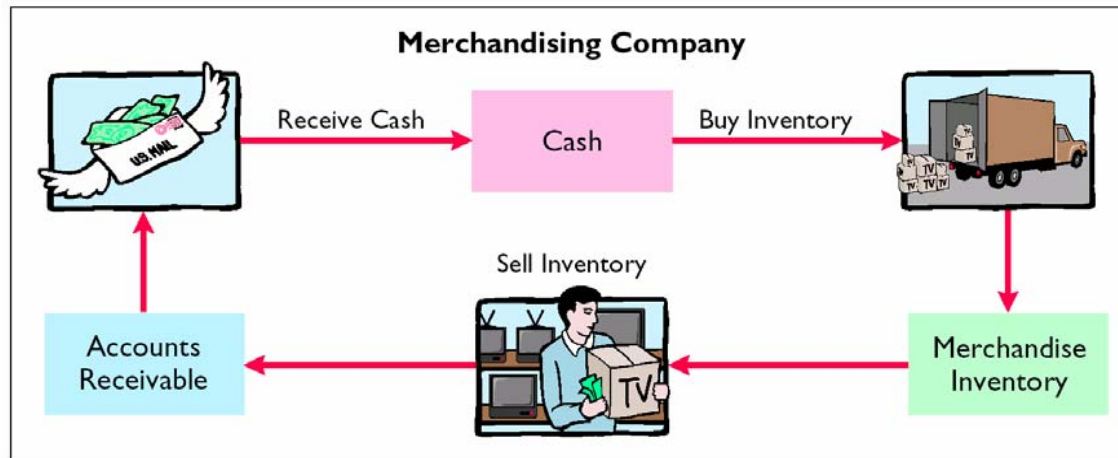 Merchandising Company
Receive Cash
Cash
Buy Inventory
U.S. MAIL
TV
TV
TV
TV
TV
Sell Inventory
Accounts
Receivable
TV
Merchandise
Inventory